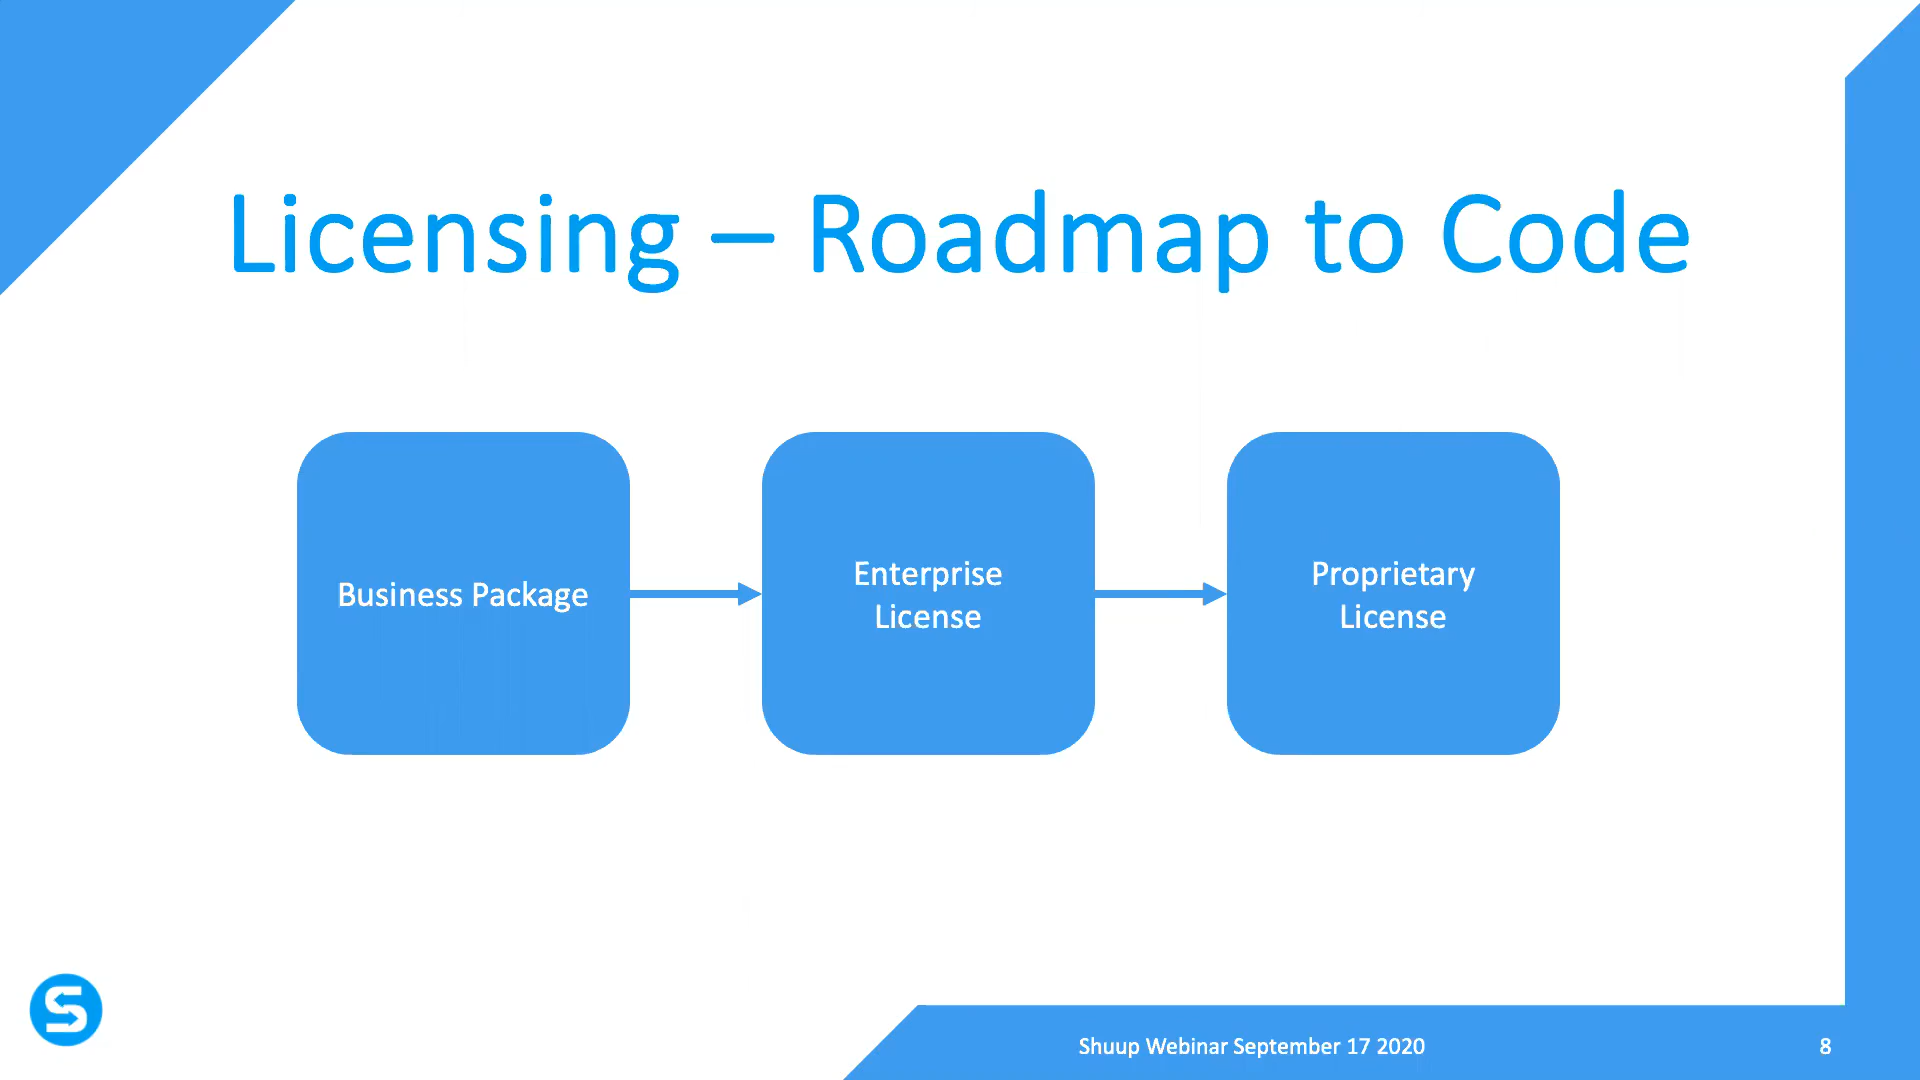 Licensing – Roadmap to Code
Business Package
Enterprise
License
Proprietary
License
Shuup Webinar September 17 2020
8